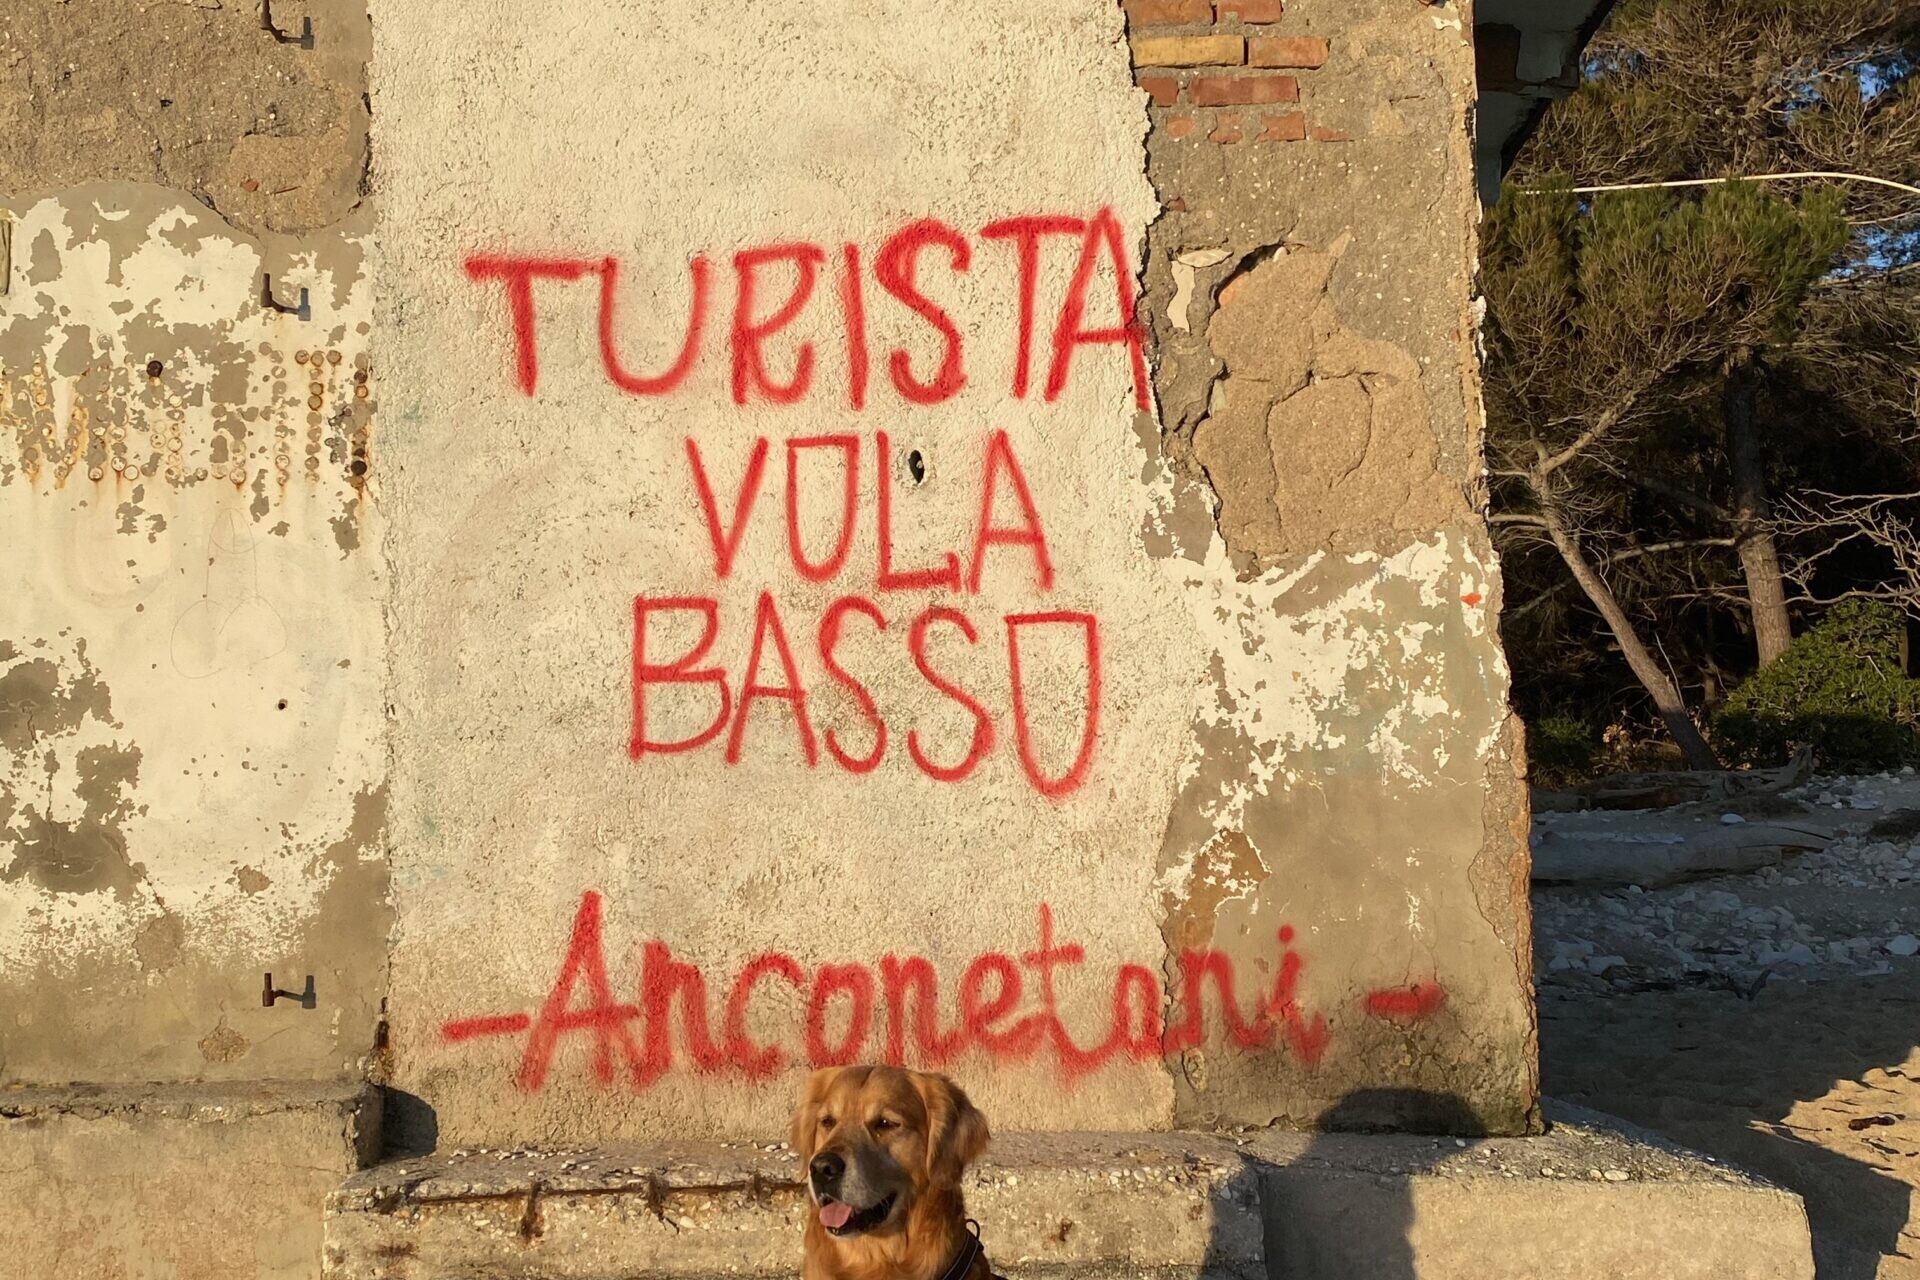 TURISTA
VOLA
BASSO
-Anconetani-